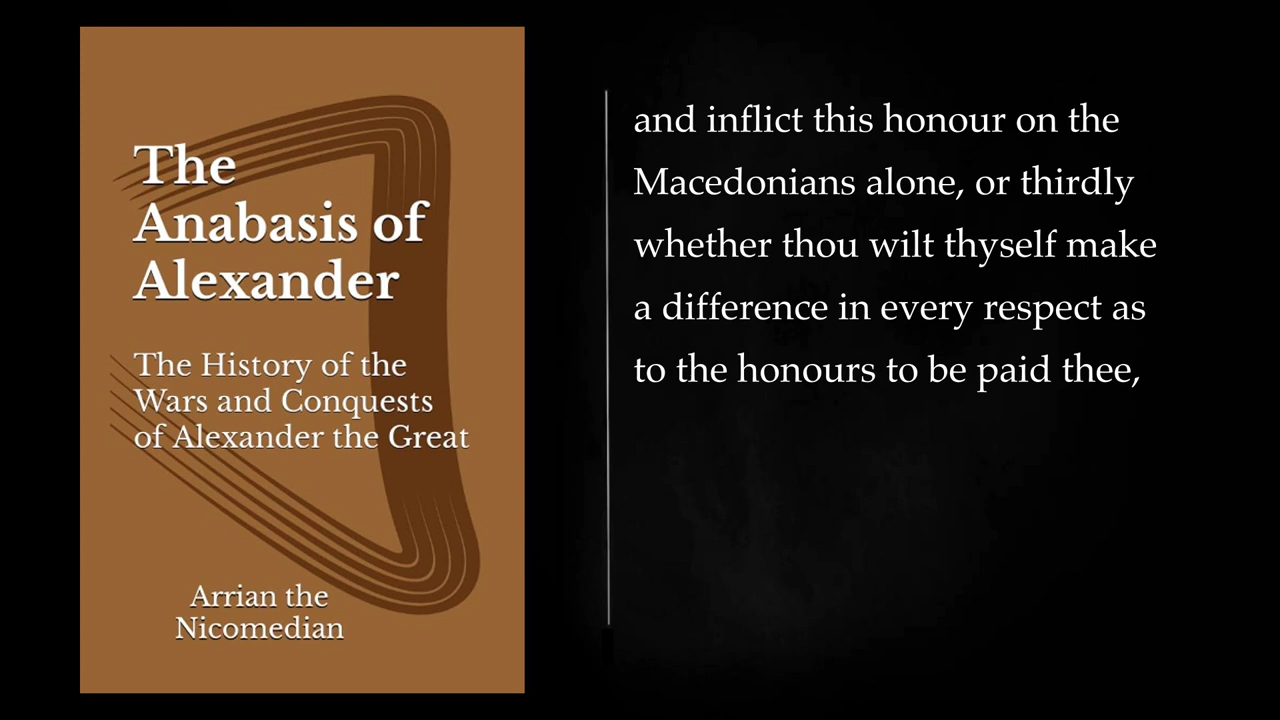 The
Anabasis of
Alexander
The History of the
Wars and Conquests
of Alexander the Great
Arrian the
Nicomedian
and inflict this honour on the
Macedonians alone, or thirdly
whether thou wilt thyself make
a difference in every respect as
to the honours to be paid thee,